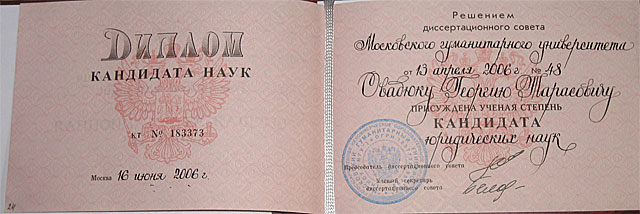 ДИПЛОМ
КАНДИДАТА НАУК
КТ № 183373
Москва 16 июня 2006 г.
24
Решением
диссертационного совета
Московского гуманитарного университета
от 13 апреля 2006 г. № 48
Овадюку Георгию Тарасовичу
ПРИСУЖДЕНА УЧЕНАЯ СТЕПЕНЬ
КАНДИДАТА
юридических наук
Председатель диссертационного совета
Ученый секретарь
диссертационного совета